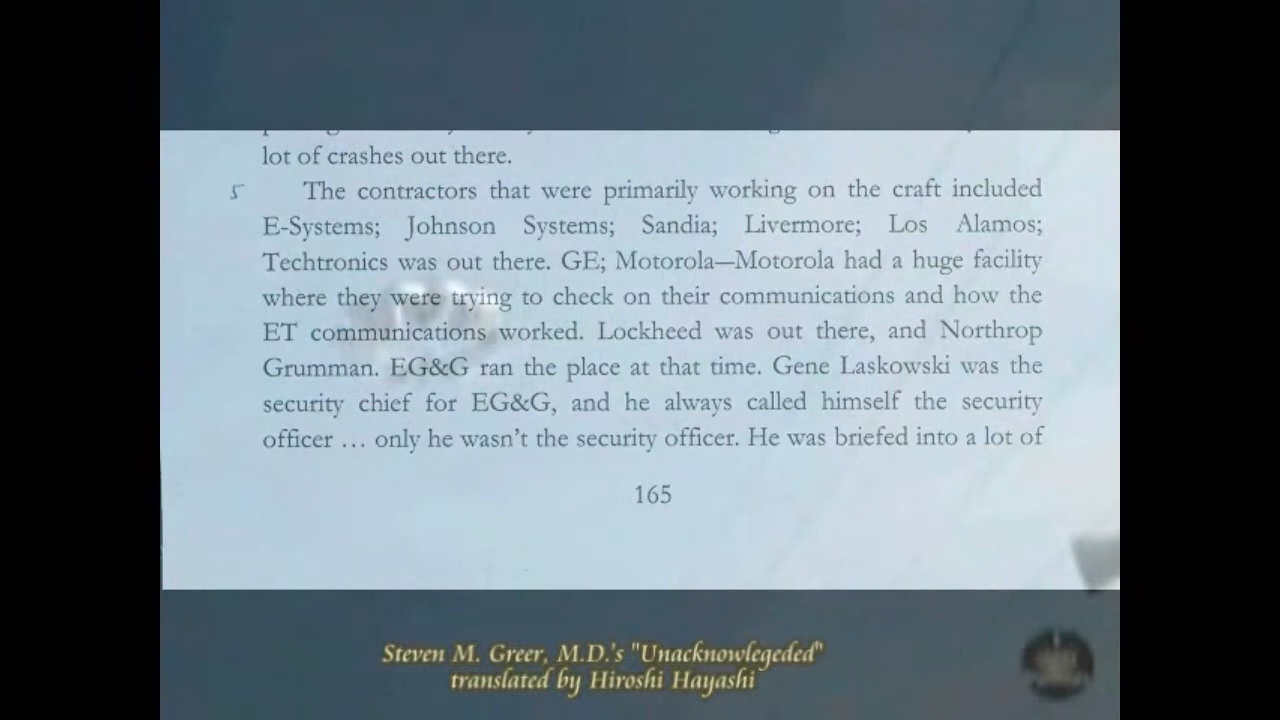 lot of crashes out there.
5 The contractors that were primarily working on the craft included
E-Systems; Johnson Systems; Sandia; Livermore; Los Alamos;
Techtronics was out there. GE; Motorola—Motorola had a huge facility
where they were trying to check on their communications and how the
ET communications worked. Lockheed was out there, and Northrop
Grumman. EG&G ran the place at that time. Gene Laskowski was the
security chief for EG&G, and he always called himself the security
officer … only he wasn't the security officer. He was briefed into a lot of
165
Steven M. Greer, M.D.'s "Unacknowlegeded"
translated by Hiroshi Hayashi